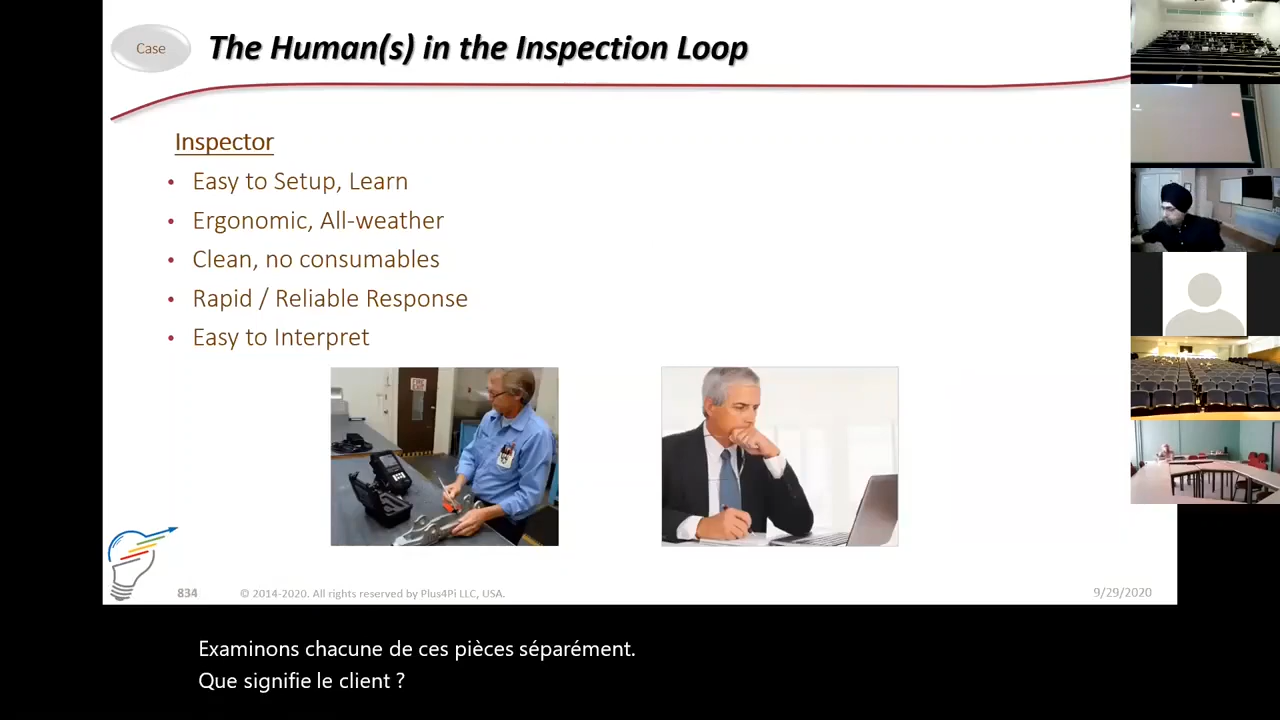 Case
The Human(s) in the Inspection Loop
Inspector
• Easy to Setup, Learn
• Ergonomic, All-weather
• Clean, no consumables
• Rapid / Reliable Response
• Easy to Interpret
834
© 2014-2020. All rights reserved by Plus4Pi LLC, USA.
9/29/2020
Examinons chacune de ces pièces séparément.
Que signifie le client ?